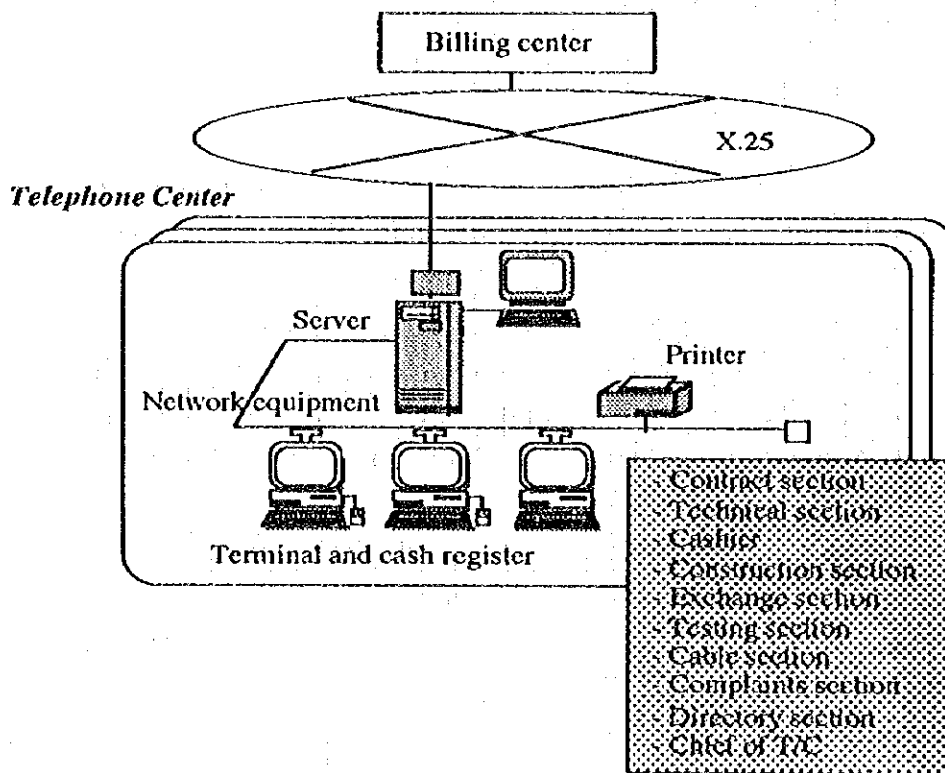 Billing center
X.25
Telephone Center
Server
Printer
Network equipment
Terminal and cash register
- Contract section
- Technical section
- Cashier
- Construction section
- Exchange section
- Testing section
- Cable section
- Complaints section
- Directory section
- Chief of T/C